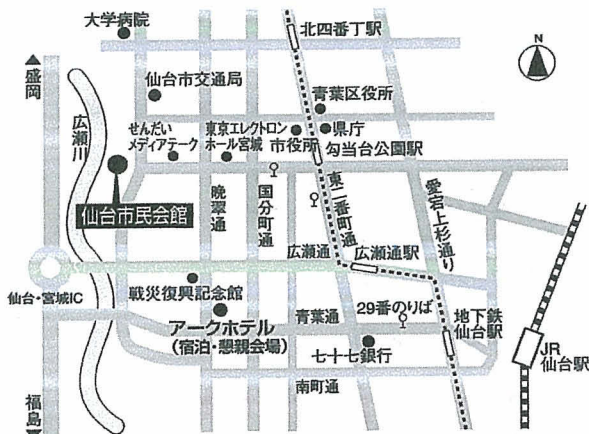 大学病院
北四番丁駅
N
▲盛岡
仙台市交通局
青葉区役所
広瀬川
せんだい
メディアテーク
東京エレクトロン
ホール宮城
市役所
県庁
勾当台公園駅
仙台市民会館
晩翠通
国分町通
東二番町通
愛宕上杉通り
広瀬通
広瀬通駅
仙台・宮城IC
戦災復興記念館
アークホテル
(宿泊・懇親会場)
青葉通
29番のりば
地下鉄
仙台駅
JR
仙台駅
七十七銀行
南町通
福島▼